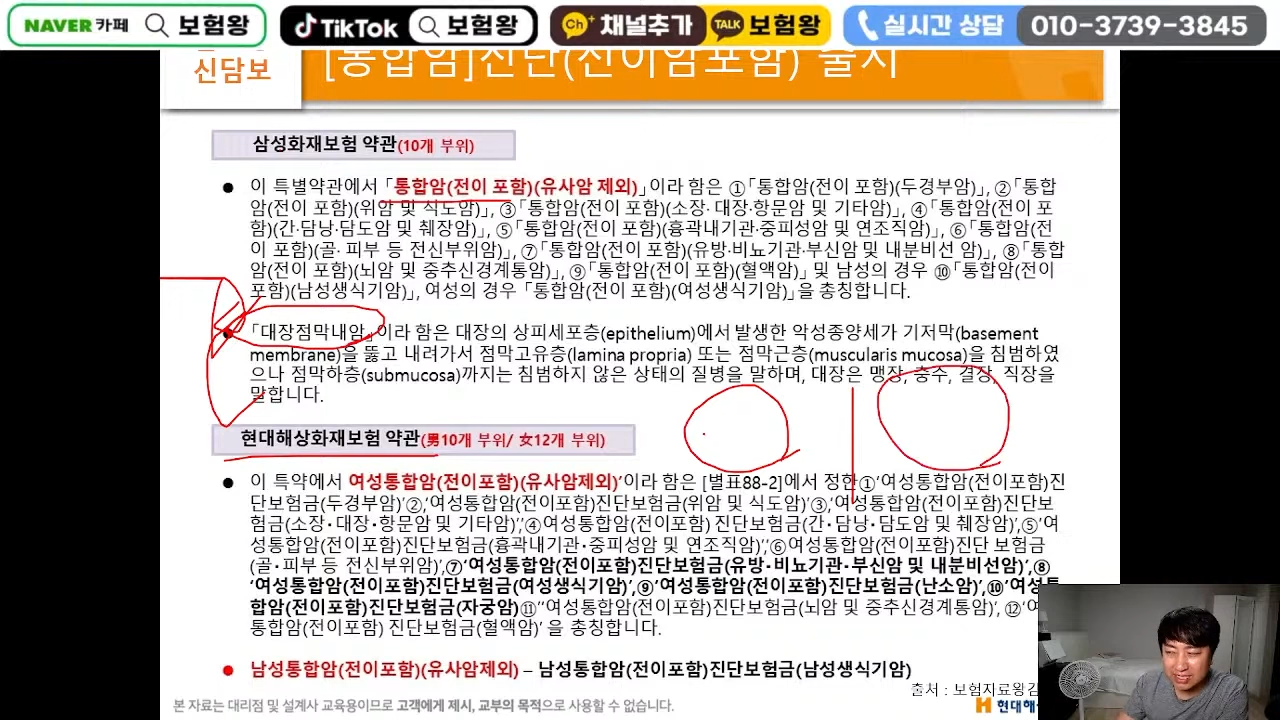 NAVER 카페 보험왕 TikTok 보험왕 Ch+ 채널추가 TALK 보험왕 실시간 상담 010-3739-3845
신담보 [통합암]진단(전이암포함) 출시
삼성화재보험 약관(10개 부위)
● 이 특별약관에서 「통합암(전이 포함)(유사암 제외)」이라 함은 ①「통합암(전이 포함)(두경부암)」, ②「통합
암(전이 포함)(위암 및 식도암)」, ③「통합암(전이 포함)(소장· 대장·항문암 및 기타암)」, ④「통합암(전이 포
함)(간·담낭·담도암 및 췌장암)」, ⑤「통합암(전이 포함)(흉곽내기관·중피성암 및 연조직암)」, ⑥「통합암(전
이 포함)(골· 피부 등 전신부위암)」, ⑦「통합암(전이 포함)(유방·비뇨기관·부신암 및 내분비선 암)」, ⑧「통합
암(전이 포함)(뇌암 및 중추신경계통암)」, ⑨「통합암(전이 포함)(혈액암)」 및 남성의 경우 ⑩「통합암(전이
포함)(남성생식기암)」, 여성의 경우 「통합암(전이 포함)(여성생식기암)」을 총칭합니다.
「대장점막내암」이라 함은 대장의 상피세포층(epithelium)에서 발생한 악성종양세가 기저막(basement
membrane)을 뚫고 내려가서 점막고유층(lamina propria) 또는 점막근층(muscularis mucosa)을 침범하였
으나 점막하층(submucosa)까지는 침범하지 않은 상태의 질병을 말하며, 대장은 맹장, 충수, 결장, 직장을
말합니다.
현대해상화재보험 약관(男10개 부위/ 女12개 부위)
● 이 특약에서 여성통합암(전이포함)(유사암제외)’이라 함은 [별표88-2]에서 정한①‘여성통합암(전이포함)진
단보험금(두경부암)’②,‘여성통합암(전이포함)진단보험금(위암 및 식도암)’③,‘여성통합암(전이포함)진단보
험금(소장·대장·항문암 및 기타암)’,‘④여성통합암(전이포함) 진단보험금(간·담낭·담도암 및 췌장암)’,⑤‘여
성통합암(전이포함)진단보험금(흉곽내기관·중피성암 및 연조직암)’,‘⑥여성통합암(전이포함)진단 보험금
(골·피부 등 전신부위암)’,⑦‘여성통합암(전이포함)진단보험금(유방·비뇨기관·부신암 및 내분비선암)’,⑧
‘여성통합암(전이포함)진단보험금(여성생식기암)’,⑨‘여성통합암(전이포함)진단보험금(난소암)’,⑩‘여성통
합암(전이포함)진단보험금(자궁암)⑪’‘여성통합암(전이포함)진단보험금(뇌암 및 중추신경계통암)’, ⑫‘여
통합암(전이포함) 진단보험금(혈액암)’ 을 총칭합니다.
● 남성통합암(전이포함)(유사암제외) – 남성통합암(전이포함)진단보험금(남성생식기암)
출처 : 보험자료왕김
본 자료는 대리점 및 설계사 교육용이므로 고객에게 제시, 교부의 목적으로 사용할 수 없습니다. 현대해